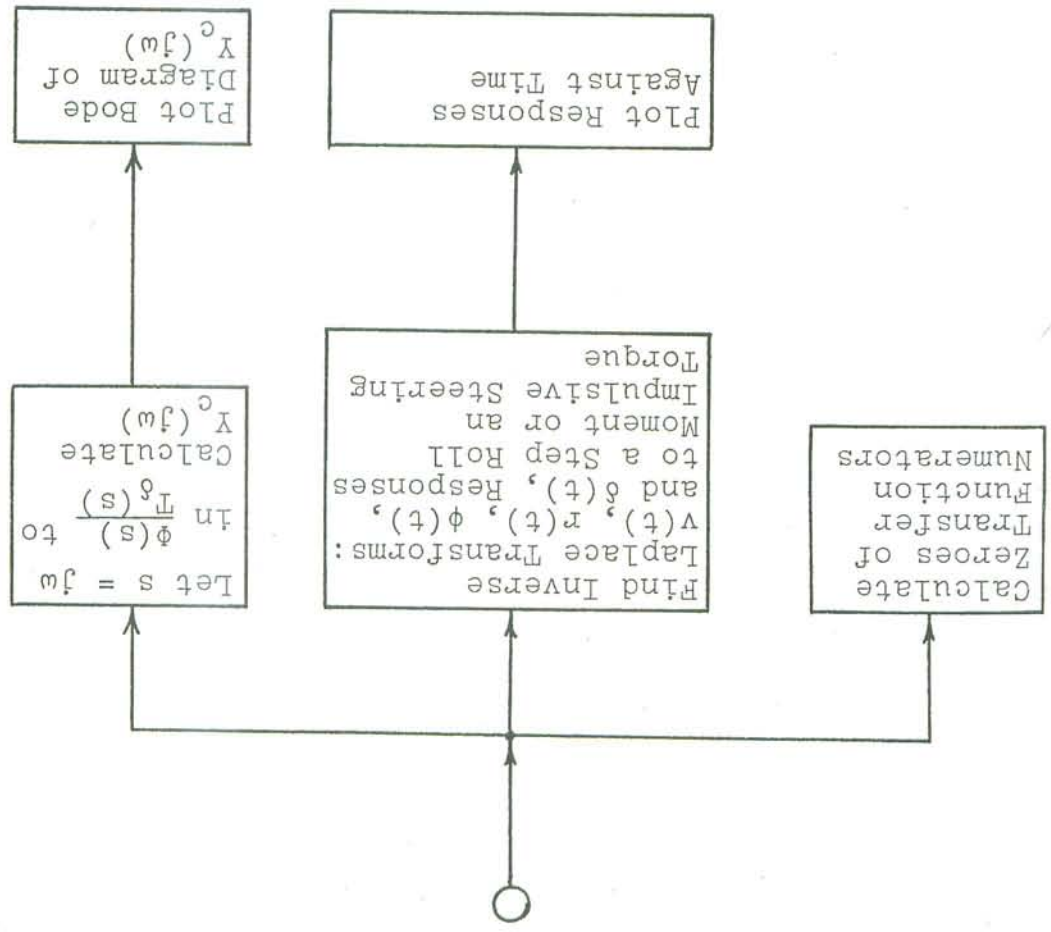 Calculate
Zeroes of
Transfer
Function
Numerators
Find Inverse
Laplace Transforms:
v(t), r(t), ϕ(t),
and δ(t), Responses
to a Step Roll
Moment or an
Impulsive Steering
Torque
Let s = jω
in Φ(s)/T_δ(s) to
Calculate
Y_c(jω)
Plot Responses
Against Time
Plot Bode
Diagram of
Y_c(jω)